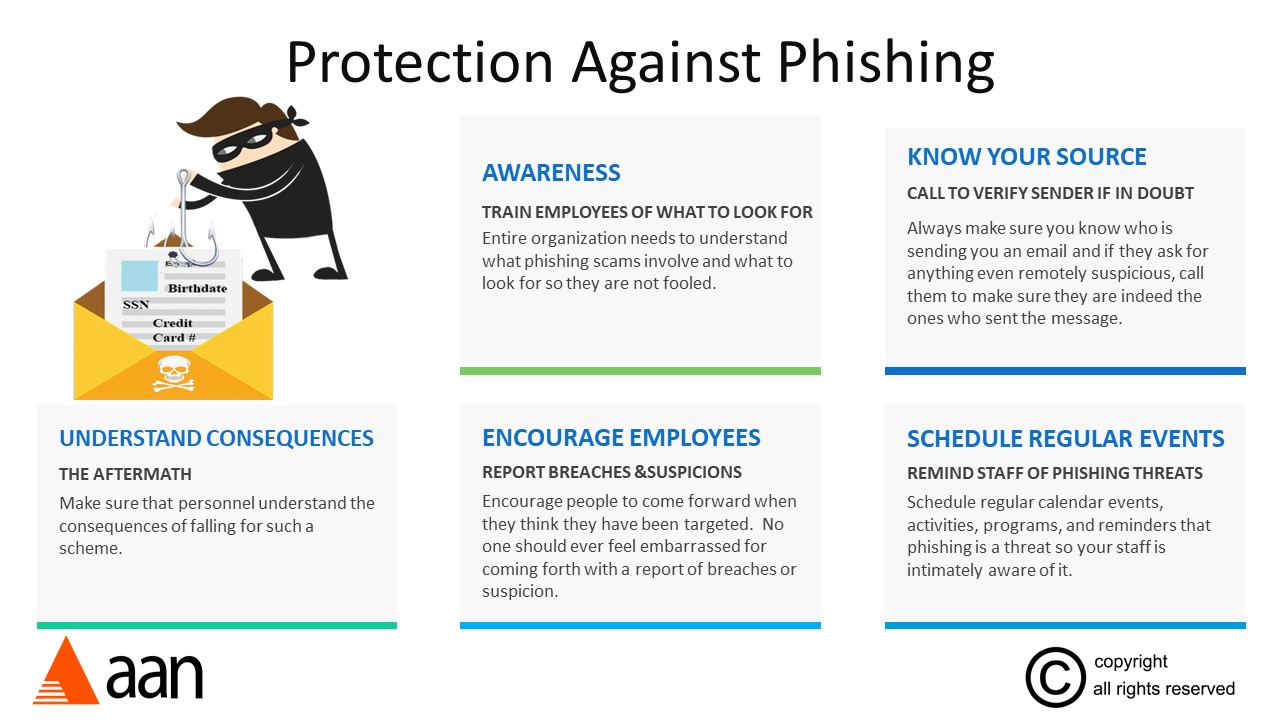 Protection Against Phishing
Birthdate
SSN
Credit
Card #
AWARENESS
TRAIN EMPLOYEES OF WHAT TO LOOK FOR
Entire organization needs to understand
what phishing scams involve and what to
look for so they are not fooled.
KNOW YOUR SOURCE
CALL TO VERIFY SENDER IF IN DOUBT
Always make sure you know who is
sending you an email and if they ask for
anything even remotely suspicious, call
them to make sure they are indeed the
ones who sent the message.
UNDERSTAND CONSEQUENCES
THE AFTERMATH
Make sure that personnel understand the
consequences of falling for such a
scheme.
ENCOURAGE EMPLOYEES
REPORT BREACHES &SUSPICIONS
Encourage people to come forward when
they think they have been targeted.  No
one should ever feel embarrassed for
coming forth with a report of breaches or
suspicion.
SCHEDULE REGULAR EVENTS
REMIND STAFF OF PHISHING THREATS
Schedule regular calendar events,
activities, programs, and reminders that
phishing is a threat so your staff is
intimately aware of it.
aan
© copyright
all rights reserved